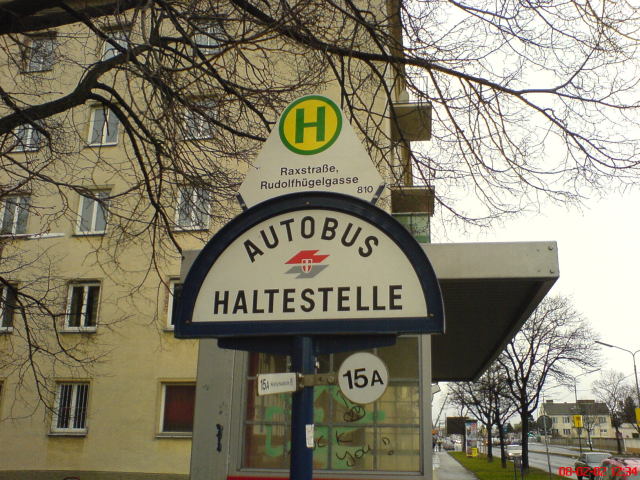 H
Raxstraße,
Rudolfhügelgasse
810
AUTOBUS
HALTESTELLE
15A
15A